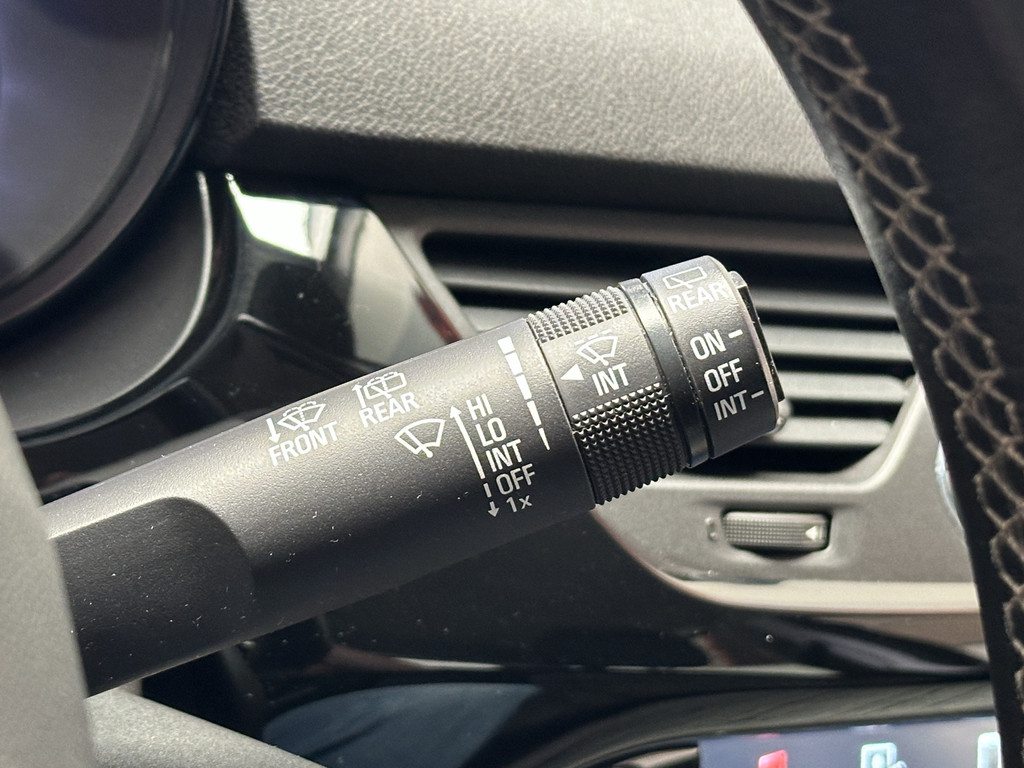 FRONT
REAR
HI
LO
INT
OFF
1x
INT
REAR
ON
OFF
INT